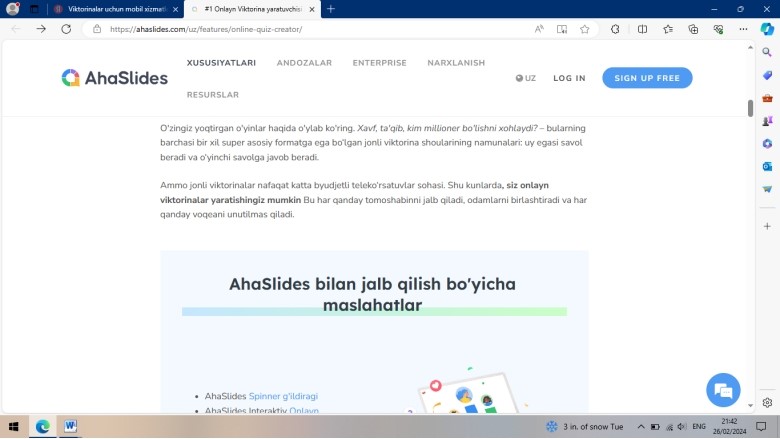 Viktorinalar uchun mobil xizmat
#1 Onlayn Viktorina yaratuvchisi
https://ahaslides.com/uz/features/online-quiz-creator/
AhaSlides
XUSUSIYATLARI
ANDOZALAR
ENTERPRISE
NARXLANISH
RESURSLAR
UZ
LOG IN
SIGN UP FREE
O'zingiz yoqtirgan o'yinlar haqida o'ylab ko'ring. Xavf, ta'qib, kim millioner bo'lishni xohlaydi? – bularning
barchasi bir xil super asosiy formatga ega bo'lgan jonli viktorina shoularining namunalari: uy egasi savol
beradi va o'yinchi savolga javob beradi.
Ammo jonli viktorinalar nafaqat katta byudjetli teleko'rsatuvlar sohasi. Shu kunlarda, siz onlayn
viktorinalar yaratishingiz mumkin Bu har qanday tomoshabinni jalb qiladi, odamlarni birlashtiradi va har
qanday voqeani unutilmas qiladi.
AhaSlides bilan jalb qilish bo'yicha
maslahatlar
AhaSlides Spinner g'ildiragi
AhaSlides Interaktiv Onlayn
3 in. of snow Tue
ENG
21:42
26/02/2024